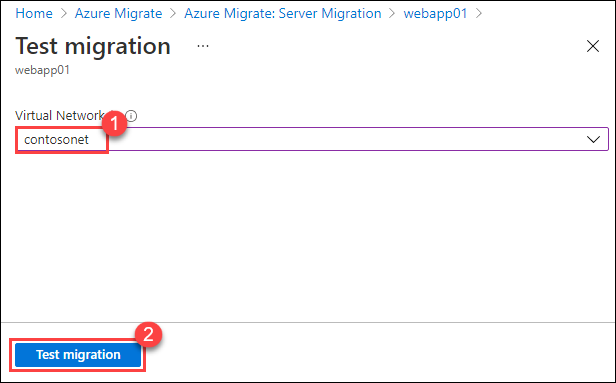 Home > Azure Migrate > Azure Migrate: Server Migration > webapp01 >
Test migration ...
webapp01
Virtual Network
1
contosonet
2
Test migration